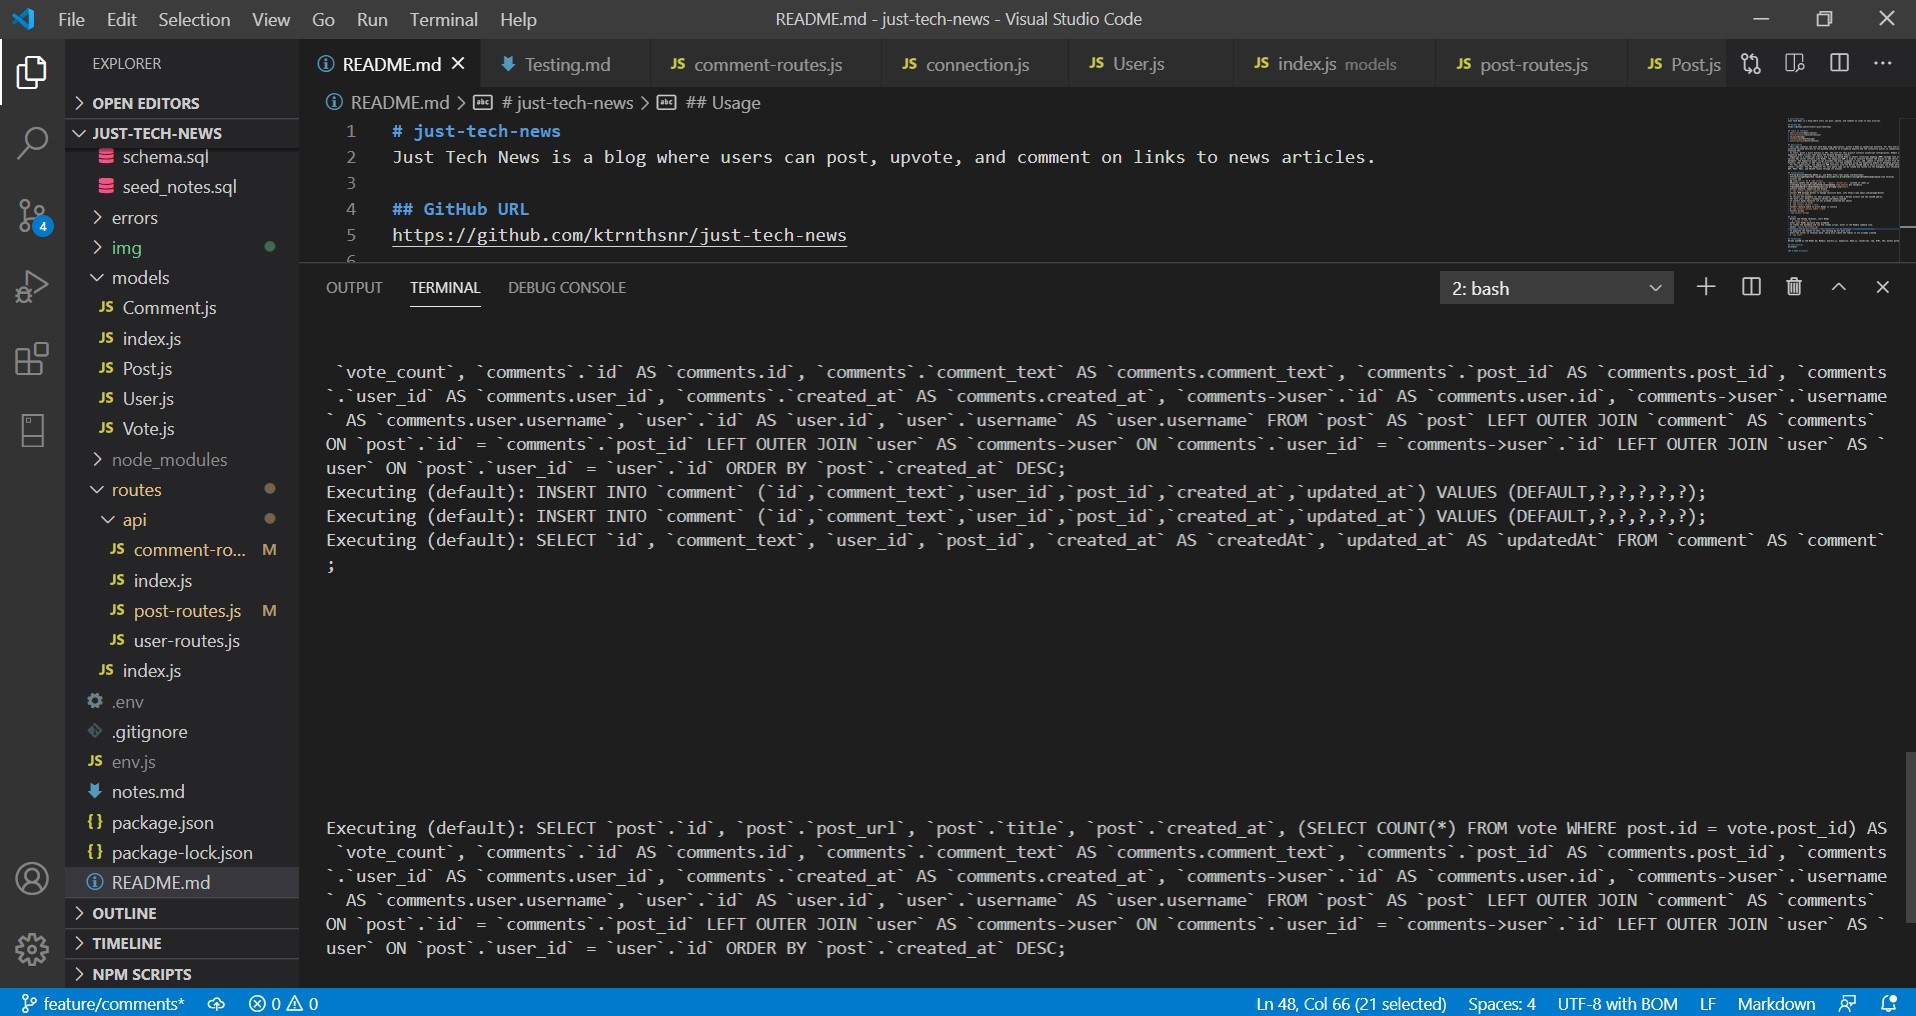 File Edit Selection View Go Run Terminal Help
README.md - just-tech-news - Visual Studio Code
EXPLORER
README.md
Testing.md
JS comment-routes.js
JS connection.js
JS User.js
JS index.js models
JS post-routes.js
JS Post.js
README.md > # just-tech-news > ## Usage
OPEN EDITORS
JUST-TECH-NEWS
schema.sql
seed_notes.sql
errors
img
models
JS Comment.js
JS index.js
JS Post.js
JS User.js
JS Vote.js
node_modules
routes
api
JS comment-ro... M
JS index.js
JS post-routes.js M
JS user-routes.js
JS index.js
.env
.gitignore
JS env.js
notes.md
{} package.json
{} package-lock.json
README.md
OUTLINE
TIMELINE
NPM SCRIPTS
4
1 # just-tech-news
2 Just Tech News is a blog where users can post, upvote, and comment on links to news articles.
3
4 ## GitHub URL
5 https://github.com/ktrnthsnr/just-tech-news
6
OUTPUT TERMINAL DEBUG CONSOLE
2: bash
`vote_count`, `comments`.`id` AS `comments.id`, `comments`.`comment_text` AS `comments.comment_text`, `comments`.`post_id` AS `comments.post_id`, `comments
`.`user_id` AS `comments.user_id`, `comments`.`created_at` AS `comments.created_at`, `comments->user`.`id` AS `comments.user.id`, `comments->user`.`username
` AS `comments.user.username`, `user`.`id` AS `user.id`, `user`.`username` AS `user.username` FROM `post` AS `post` LEFT OUTER JOIN `comment` AS `comments`
ON `post`.`id` = `comments`.`post_id` LEFT OUTER JOIN `user` AS `comments->user` ON `comments`.`user_id` = `comments->user`.`id` LEFT OUTER JOIN `user` AS `
user` ON `post`.`user_id` = `user`.`id` ORDER BY `post`.`created_at` DESC;
Executing (default): INSERT INTO `comment` (`id`,`comment_text`,`user_id`,`post_id`,`created_at`,`updated_at`) VALUES (DEFAULT,?,?,?,?,?);
Executing (default): INSERT INTO `comment` (`id`,`comment_text`,`user_id`,`post_id`,`created_at`,`updated_at`) VALUES (DEFAULT,?,?,?,?,?);
Executing (default): SELECT `id`, `comment_text`, `user_id`, `post_id`, `created_at` AS `createdAt`, `updated_at` AS `updatedAt` FROM `comment` AS `comment`
;
Executing (default): SELECT `post`.`id`, `post`.`post_url`, `post`.`title`, `post`.`created_at`, (SELECT COUNT(*) FROM vote WHERE post.id = vote.post_id) AS
`vote_count`, `comments`.`id` AS `comments.id`, `comments`.`comment_text` AS `comments.comment_text`, `comments`.`post_id` AS `comments.post_id`, `comments
`.`user_id` AS `comments.user_id`, `comments`.`created_at` AS `comments.created_at`, `comments->user`.`id` AS `comments.user.id`, `comments->user`.`username
` AS `comments.user.username`, `user`.`id` AS `user.id`, `user`.`username` AS `user.username` FROM `post` AS `post` LEFT OUTER JOIN `comment` AS `comments`
ON `post`.`id` = `comments`.`post_id` LEFT OUTER JOIN `user` AS `comments->user` ON `comments`.`user_id` = `comments->user`.`id` LEFT OUTER JOIN `user` AS `
user` ON `post`.`user_id` = `user`.`id` ORDER BY `post`.`created_at` DESC;
feature/comments* 0 0
Ln 48, Col 66 (21 selected) Spaces: 4 UTF-8 with BOM LF Markdown